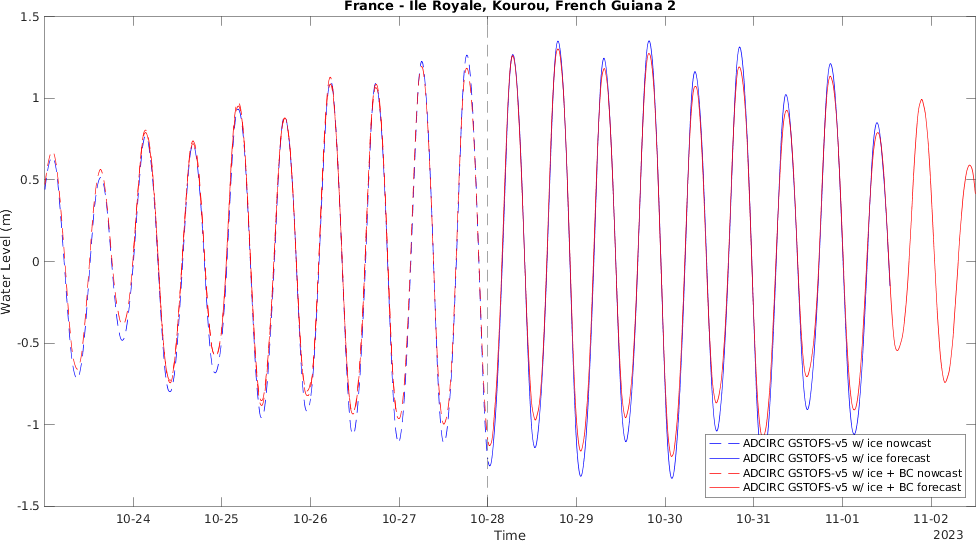 France - Ile Royale, Kourou, French Guiana 2
1.5
1
0.5
0
-0.5
-1
-1.5
Water Level (m)
ADCIRC GSTOFS-v5 w/ ice nowcast
ADCIRC GSTOFS-v5 w/ ice forecast
ADCIRC GSTOFS-v5 w/ ice + BC nowcast
ADCIRC GSTOFS-v5 w/ ice + BC forecast
10-24 10-25 10-26 10-27 10-28 10-29 10-30 10-31 11-01 11-02
Time
2023